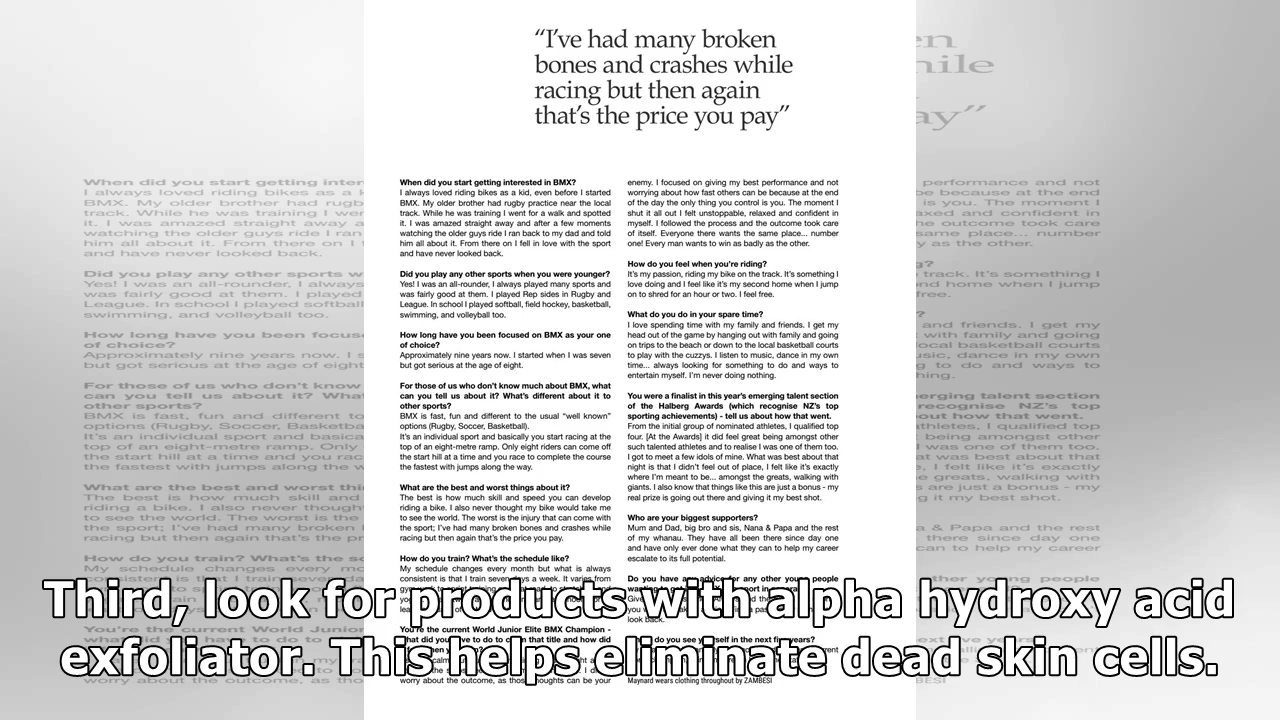 “I’ve had many broken
bones and crashes while
racing but then again
that’s the price you pay”
When did you start getting interested in BMX?
I always loved riding bikes as a kid, even before I started
BMX. My older brother had rugby practice near the local
track. While he was training I went for a walk and spotted
it. I was amazed straight away and after a few moments
watching the older guys ride I ran back to my dad and told
him all about it. From there on I fell in love with the sport
and have never looked back.
Did you play any other sports when you were younger?
Yes! I was an all-rounder, I always played many sports and
was fairly good at them. I played Rep sides in Rugby and
League. In school I played softball, field hockey, basketball,
swimming, and volleyball too.
How long have you been focused on BMX as your one
of choice?
Approximately nine years now. I started when I was seven
but got serious at the age of eight.
For those of us who don’t know much about BMX, what
can you tell us about it? What’s different about it to
other sports?
BMX is fast, fun and different to the usual “well known”
options (Rugby, Soccer, Basketball).
It’s an individual sport and basically you start racing at the
top of an eight-metre ramp. Only eight riders can come off
the start hill at a time and you race to complete the course
the fastest with jumps along the way.
What are the best and worst things about it?
The best is how much skill and speed you can develop
riding a bike. I also never thought my bike would take me
to see the world. The worst is the injury that can come with
the sport; I’ve had many broken bones and crashes while
racing but then again that’s the price you pay.
How do you train? What’s the schedule like?
My schedule changes every month but what is always
consistent is that I train seven days a week. It varies from
You’re the current World Junior Elite BMX Champion -
worry about the outcome, as those thoughts can be your
enemy. I focused on giving my best performance and not
worrying about how fast others can be because at the end
of the day the only thing you control is you. The moment I
shut it all out I felt unstoppable, relaxed and confident in
myself. I followed the process and the outcome took care
of itself. Everyone there wants the same place... number
one! Every man wants to win as badly as the other.
How do you feel when you’re riding?
It’s my passion, riding my bike on the track. It’s something I
love doing and I feel like it’s my second home when I jump
on to shred for an hour or two. I feel free.
What do you do in your spare time?
I love spending time with my family and friends. I get my
head out of the game by hanging out with family and going
on trips to the beach or down to the local basketball courts
to play with the cuzzys. I listen to music, dance in my own
time... always looking for something to do and ways to
entertain myself. I’m never doing nothing.
You were a finalist in this year’s emerging talent section
of the Halberg Awards (which recognise NZ’s top
sporting achievements) - tell us about how that went.
From the initial group of nominated athletes, I qualified top
four. [At the Awards] it did feel great being amongst other
such talented athletes and to realise I was one of them too.
I got to meet a few idols of mine. What was best about that
night is that I didn’t feel out of place, I felt like it’s exactly
where I’m meant to be... amongst the greats, walking with
giants. I also know that things like this are just a bonus - my
real prize is going out there and giving it my best shot.
Who are your biggest supporters?
Mum and Dad, big bro and sis, Nana & Papa and the rest
of my whanau. They have all been there since day one
and have only ever done what they can to help my career
escalate to its full potential.
Do you have any advice for any other young people
look back.
Maynard wears clothing throughout by ZAMBESI
Third, look for products with alpha hydroxy acid
exfoliator. This helps eliminate dead skin cells.